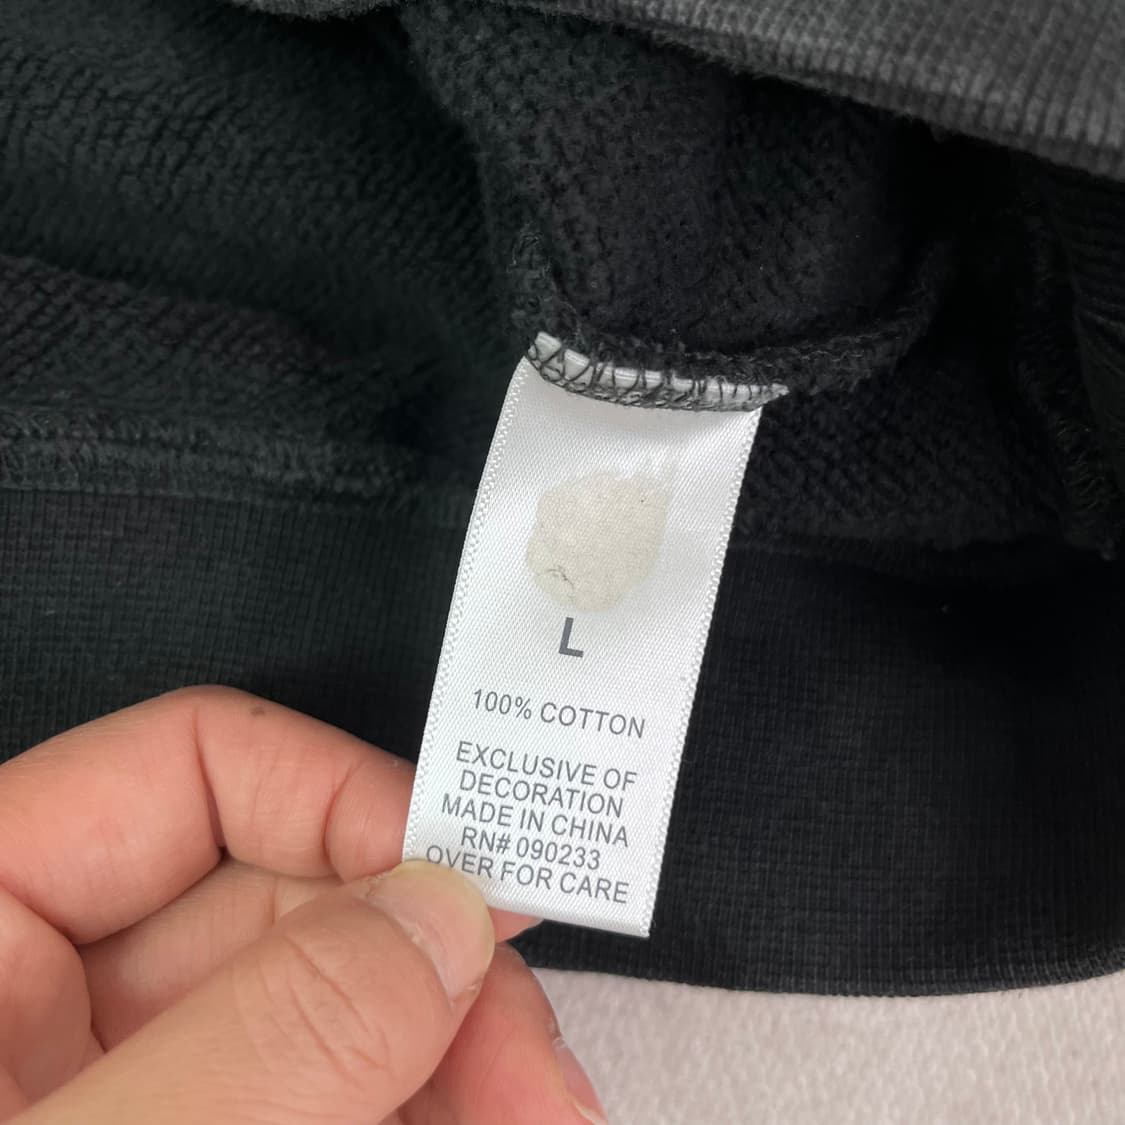 L
100% COTTON
EXCLUSIVE OF
DECORATION
MADE IN CHINA
RN# 090233
OVER FOR CARE